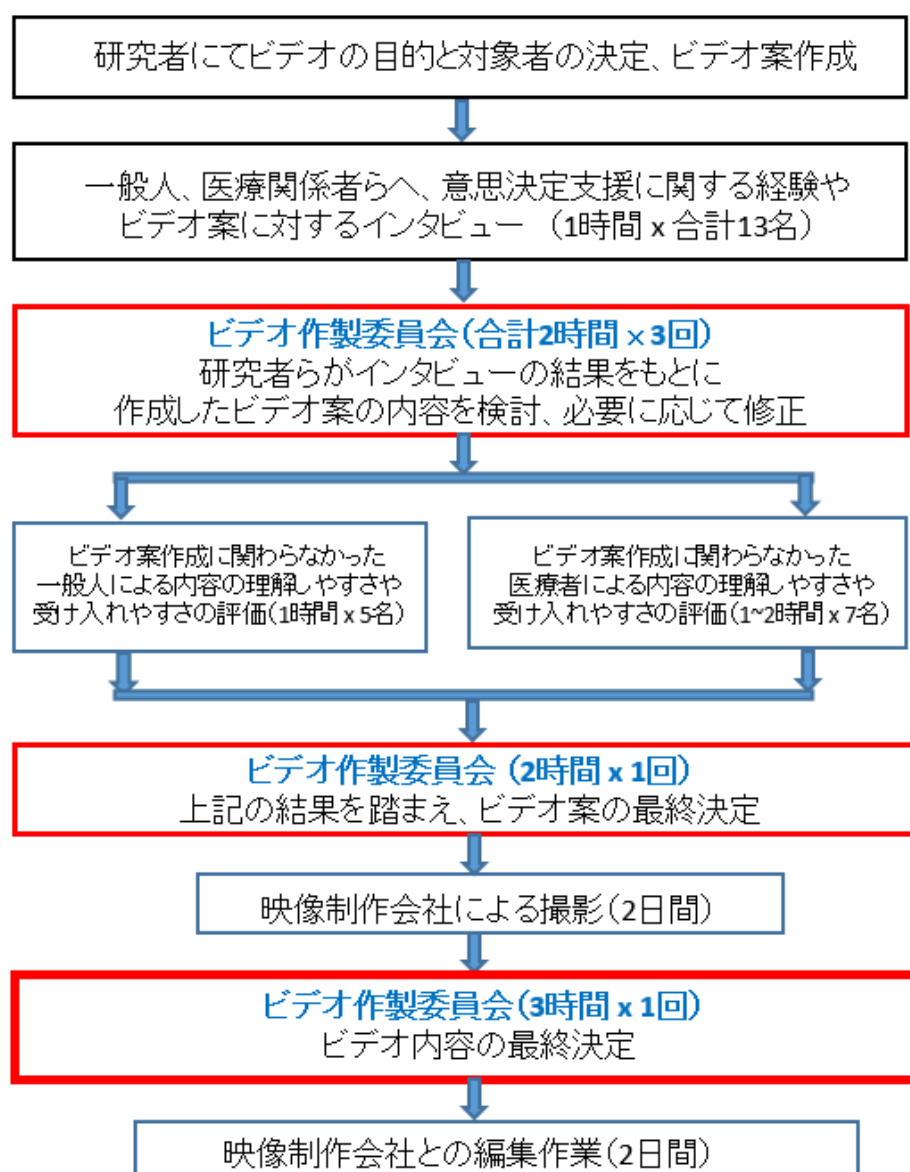 研究者にてビデオの目的と対象者の決定、ビデオ案作成
一般人、医療関係者らへ、意思決定支援に関する経験や
ビデオ案に対するインタビュー （1時間 x 合計13名）
ビデオ作製委員会（合計2時間 × 3回）
研究者らがインタビューの結果をもとに
作成したビデオ案の内容を検討、必要に応じて修正
ビデオ案作成に関わらなかった
一般人による内容の理解しやすさや
受け入れやすさの評価（1時間 x 5名）
ビデオ案作成に関わらなかった
医療者による内容の理解しやすさや
受け入れやすさの評価（1~2時間 x 7名）
ビデオ作製委員会 （2時間 x 1回）
上記の結果を踏まえ、ビデオ案の最終決定
映像制作会社による撮影（2日間）
ビデオ作製委員会（3時間 x 1回）
ビデオ内容の最終決定
映像制作会社との編集作業（2日間）